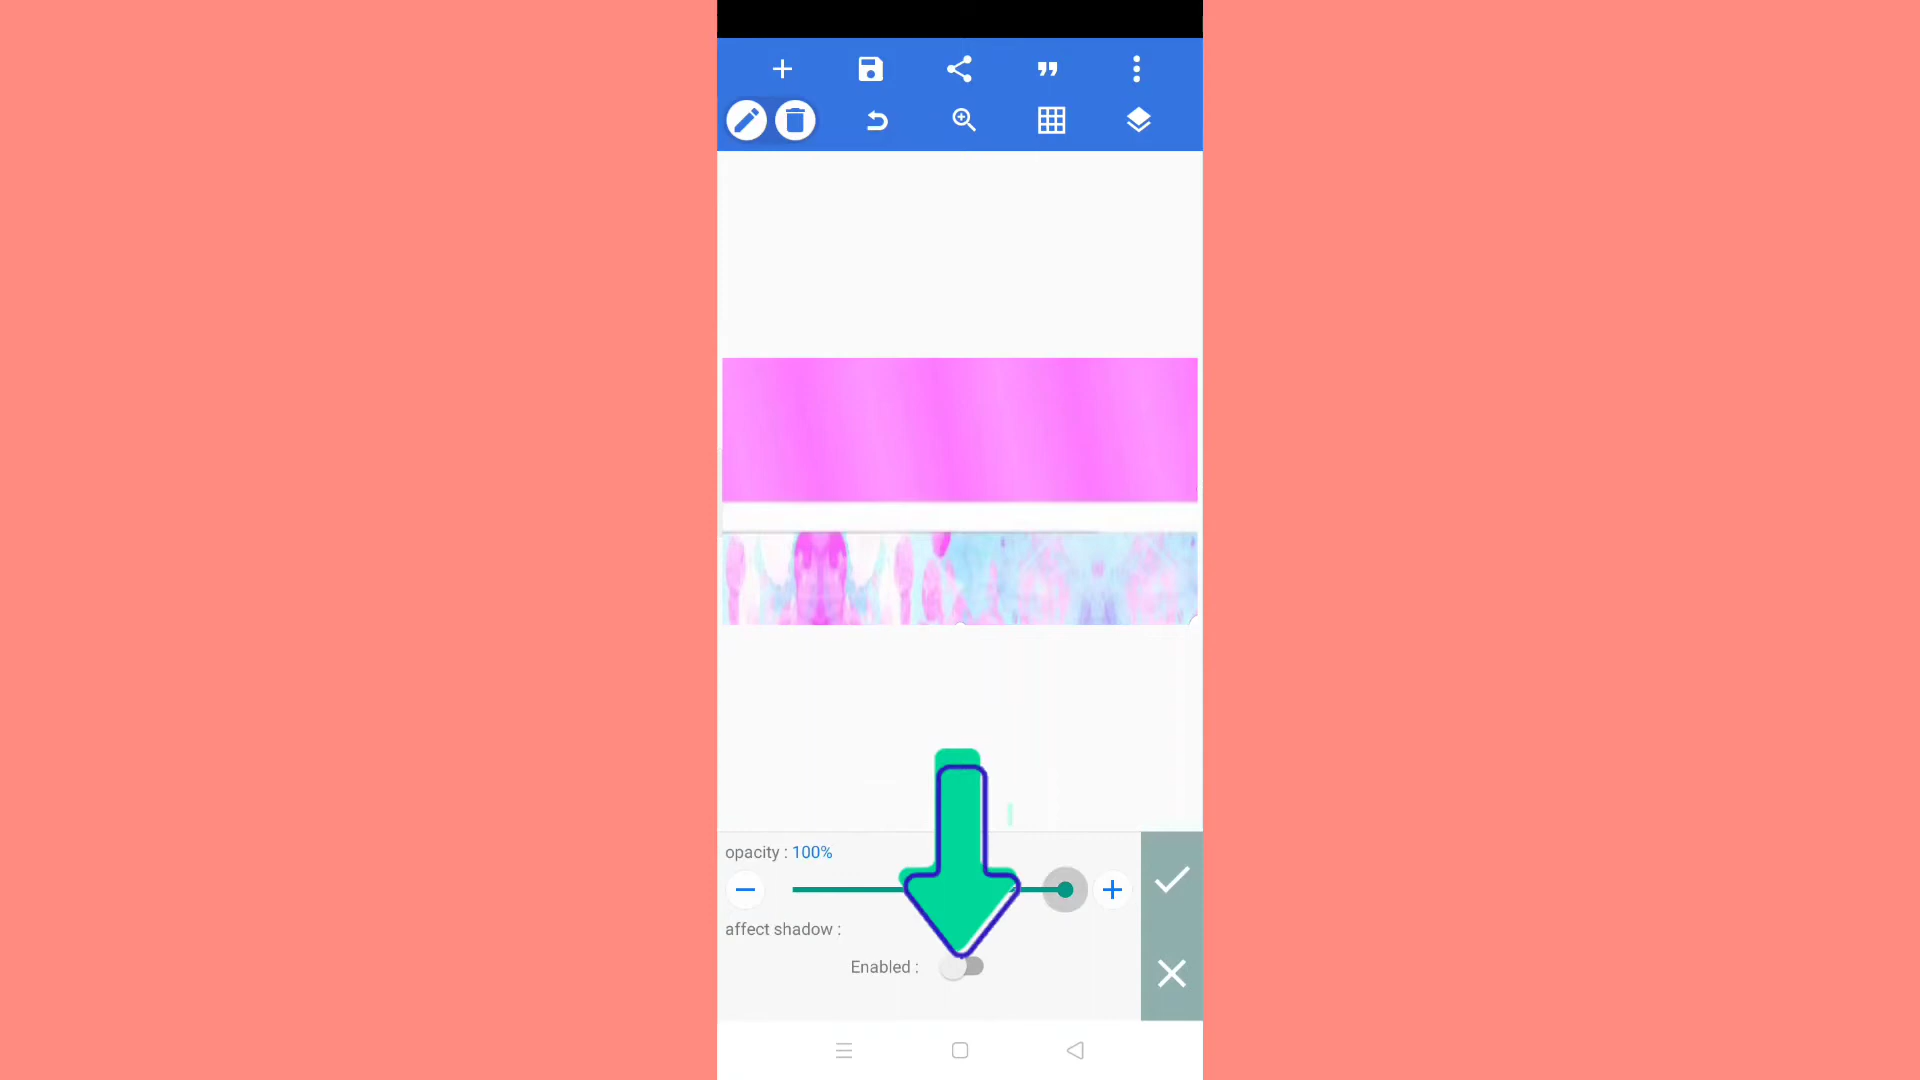 opacity : 100%
affect shadow :
Enabled :